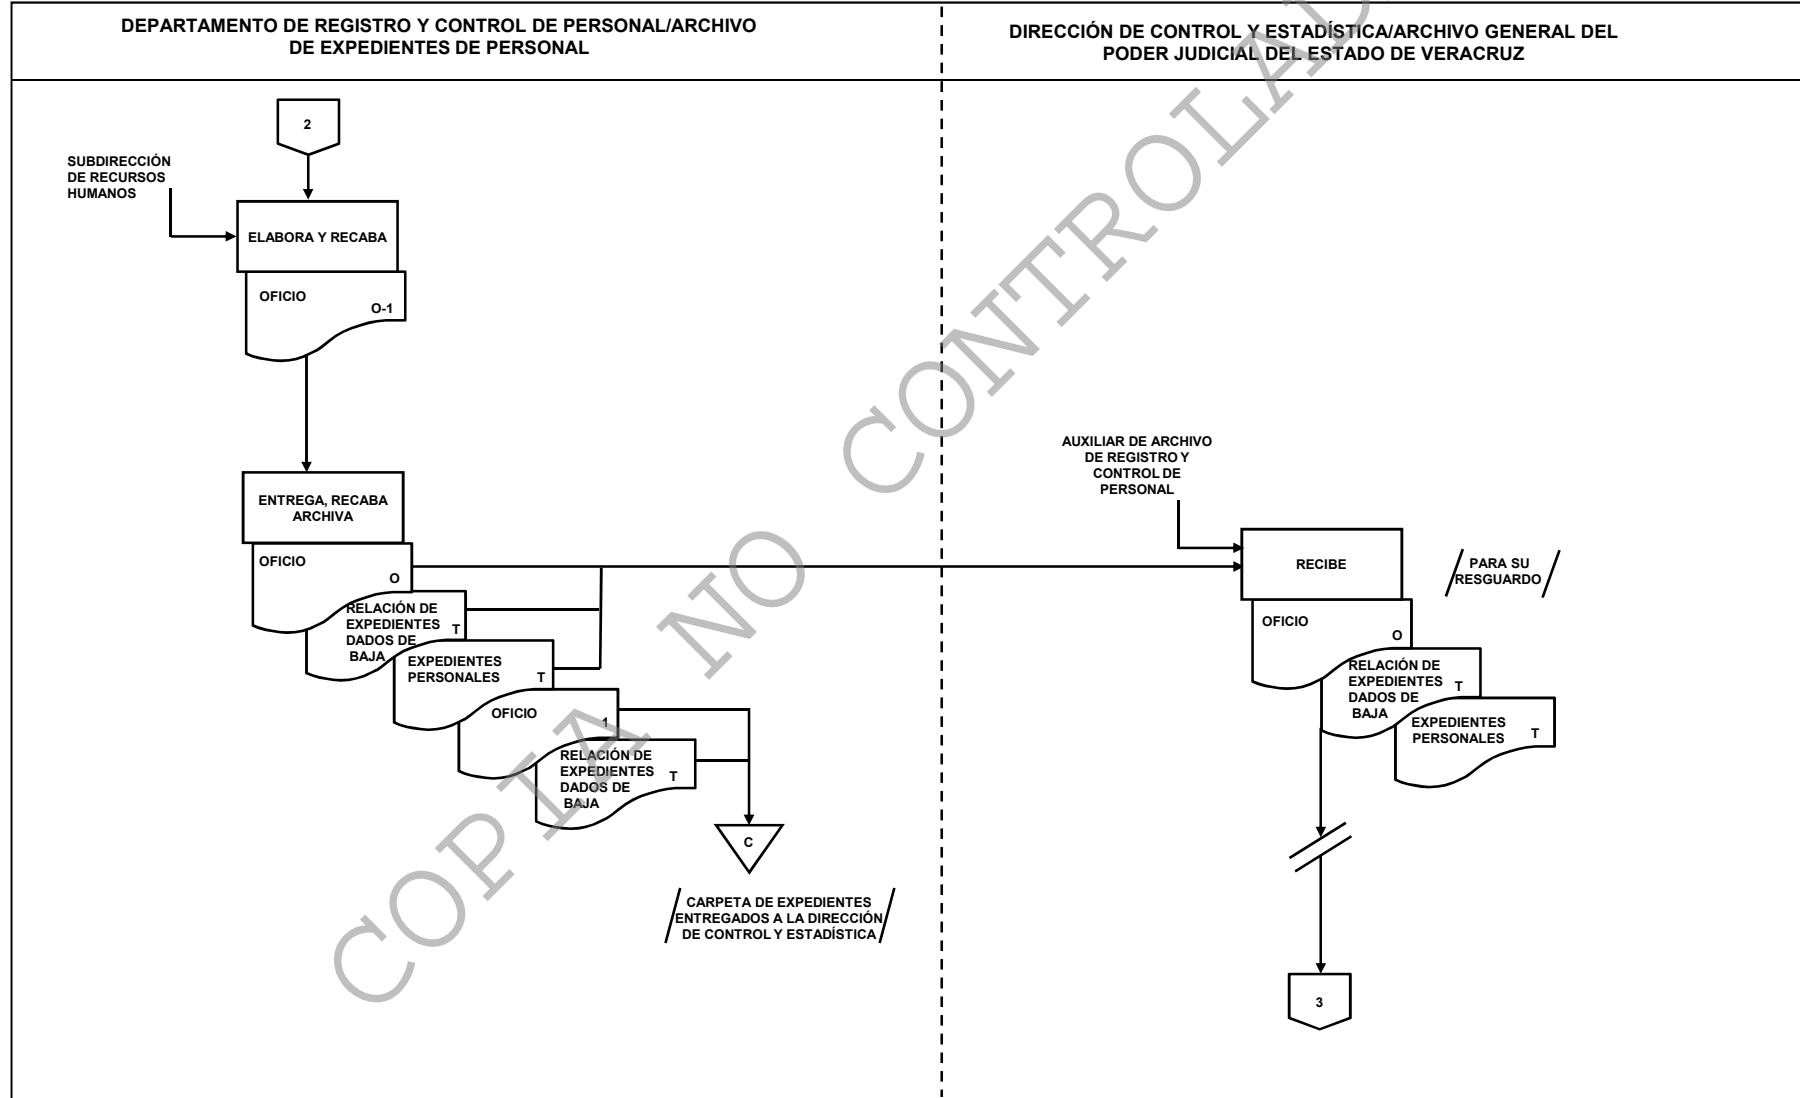 DEPARTAMENTO DE REGISTRO Y CONTROL DE PERSONAL/ARCHIVO
DE EXPEDIENTES DE PERSONAL
DIRECCIÓN DE CONTROL Y ESTADÍSTICA/ARCHIVO GENERAL DEL
PODER JUDICIAL DEL ESTADO DE VERACRUZ
2
SUBDIRECCIÓN
DE RECURSOS
HUMANOS
ELABORA Y RECABA
OFICIO
O-1
ENTREGA, RECABA
ARCHIVA
OFICIO
O
RELACIÓN DE
EXPEDIENTES
DADOS DE
BAJA
T
EXPEDIENTES
PERSONALES
T
OFICIO
1
RELACIÓN DE
EXPEDIENTES
DADOS DE
BAJA
T
C
CARPETA DE EXPEDIENTES
ENTREGADOS A LA DIRECCIÓN
DE CONTROL Y ESTADÍSTICA
AUXILIAR DE ARCHIVO
DE REGISTRO Y
CONTROL DE
PERSONAL
RECIBE
PARA SU
RESGUARDO
OFICIO
O
RELACIÓN DE
EXPEDIENTES
DADOS DE
BAJA
T
EXPEDIENTES
PERSONALES
T
3
COPIA NO CONTROLAD